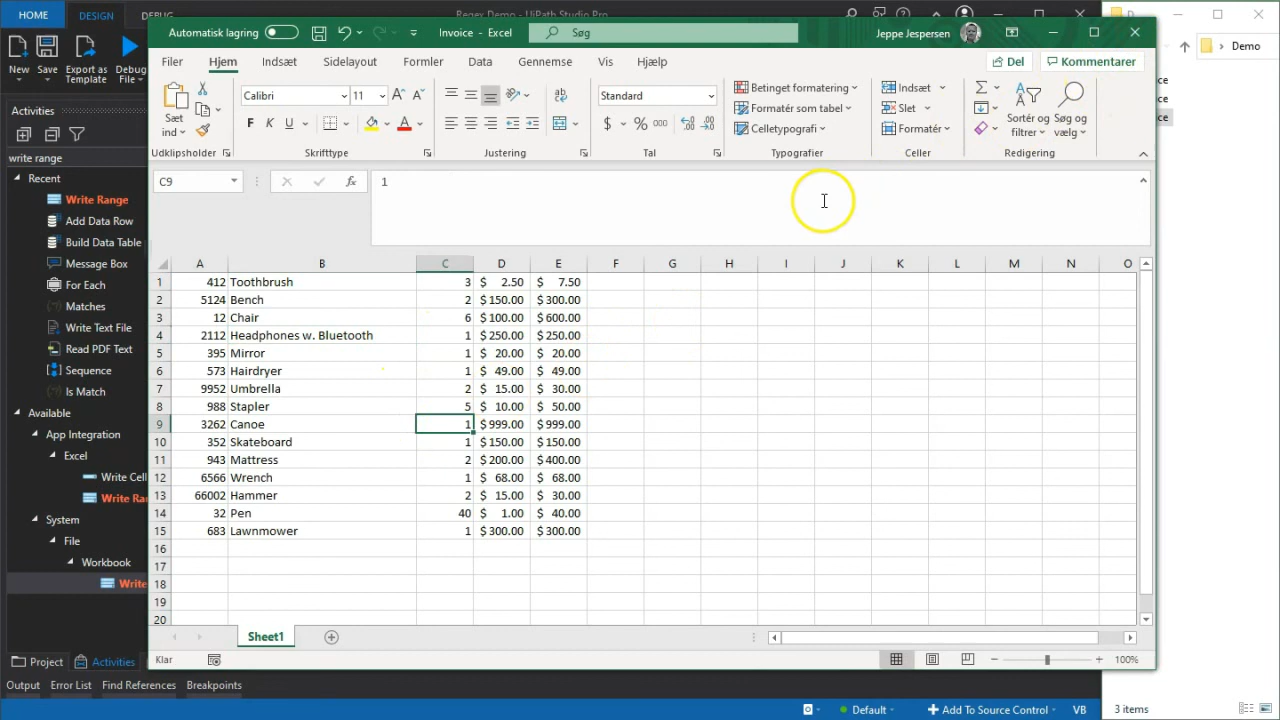 HOME DESIGN DEBUG Regex Demo - UiPath Studio Pro
Automatisk lagring Invoice - Excel Søg Jeppe Jespersen
Filer Hjem Indsæt Sidelayout Formler Data Gennemse Vis Hjælp Del Kommentarer
New Save Export as Template Debug File
Sæt ind Calibri 11 Standard Betinget formatering Formatér som tabel Celletypografi Indsæt Slet Formatér Sortér og filtrer Søg og vælg
Udklipsholder Skrifttype Justering Tal Typografier Celler Redigering
C9 fx 1
A B C D E F G H I J K L M N O
1 412 Toothbrush 3 $ 2.50 $ 7.50
2 5124 Bench 2 $150.00 $300.00
3 12 Chair 6 $100.00 $600.00
4 2112 Headphones w. Bluetooth 1 $250.00 $250.00
5 395 Mirror 1 $ 20.00 $ 20.00
6 573 Hairdryer 1 $ 49.00 $ 49.00
7 9952 Umbrella 2 $ 15.00 $ 30.00
8 988 Stapler 5 $ 10.00 $ 50.00
9 3262 Canoe 1 $999.00 $999.00
10 352 Skateboard 1 $150.00 $150.00
11 943 Mattress 2 $200.00 $400.00
12 6566 Wrench 1 $ 68.00 $ 68.00
13 66002 Hammer 2 $ 15.00 $ 30.00
14 32 Pen 40 $ 1.00 $ 40.00
15 683 Lawnmower 1 $300.00 $300.00
16
17
18
19
20
Sheet1
Klar 100%
Activities
write range
Recent
Write Range
Add Data Row
Build Data Table
Message Box
For Each
Matches
Write Text File
Read PDF Text
Sequence
Is Match
Available
App Integration
Excel
Write Cell
Write Ra
System
File
Workbook
Write
Project Activities
Output Error List Find References Breakpoints
Default Add To Source Control VB
Demo
ce
ce
ce
3 items